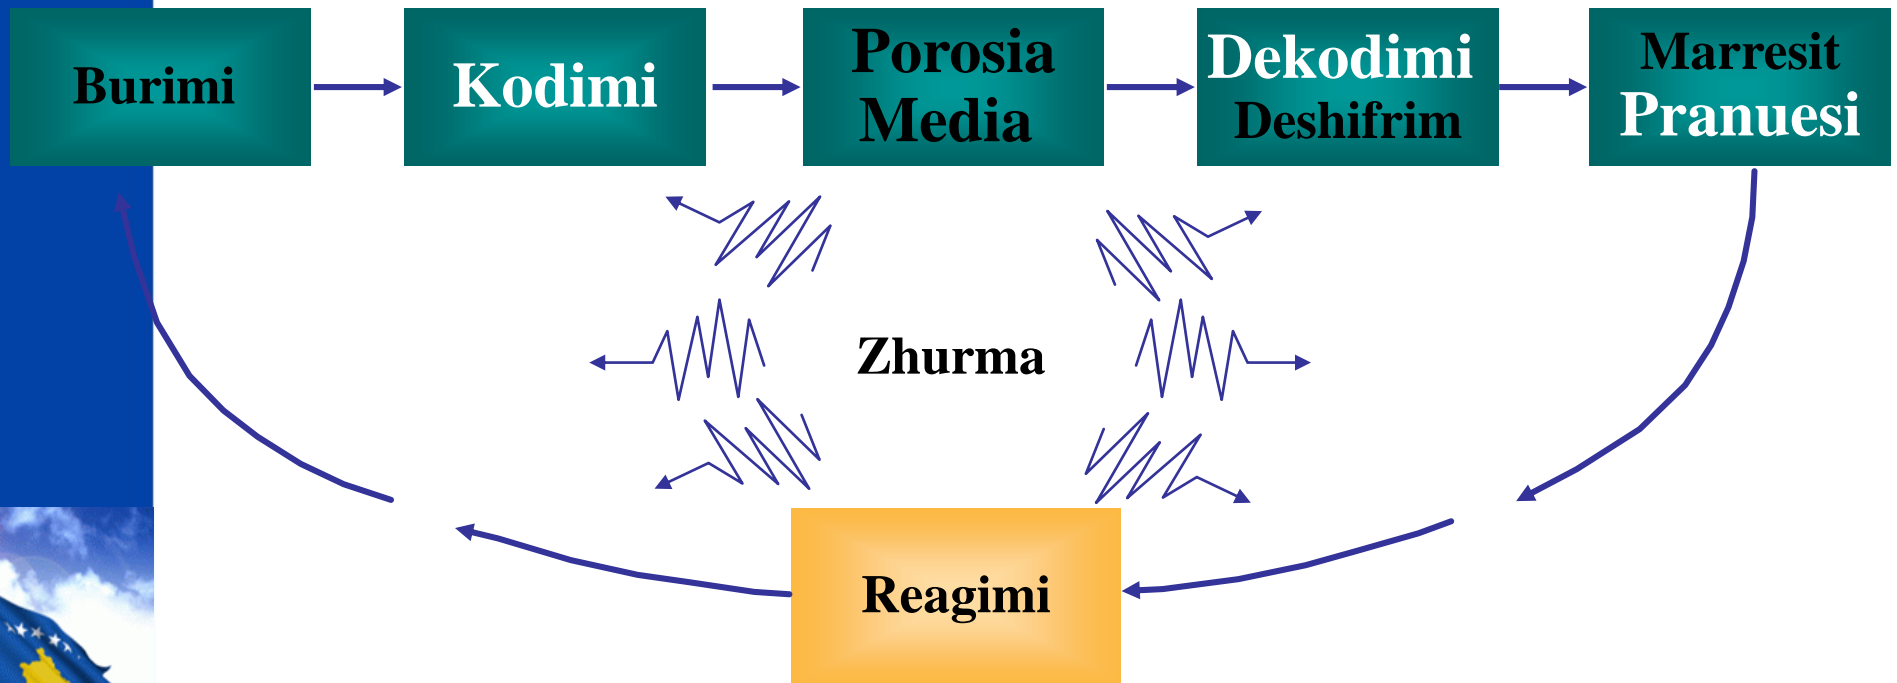 Burimi
Kodimi
Porosia
Media
Dekodimi
Deshifrim
Marresit
Pranuesi
Zhurma
Reagimi